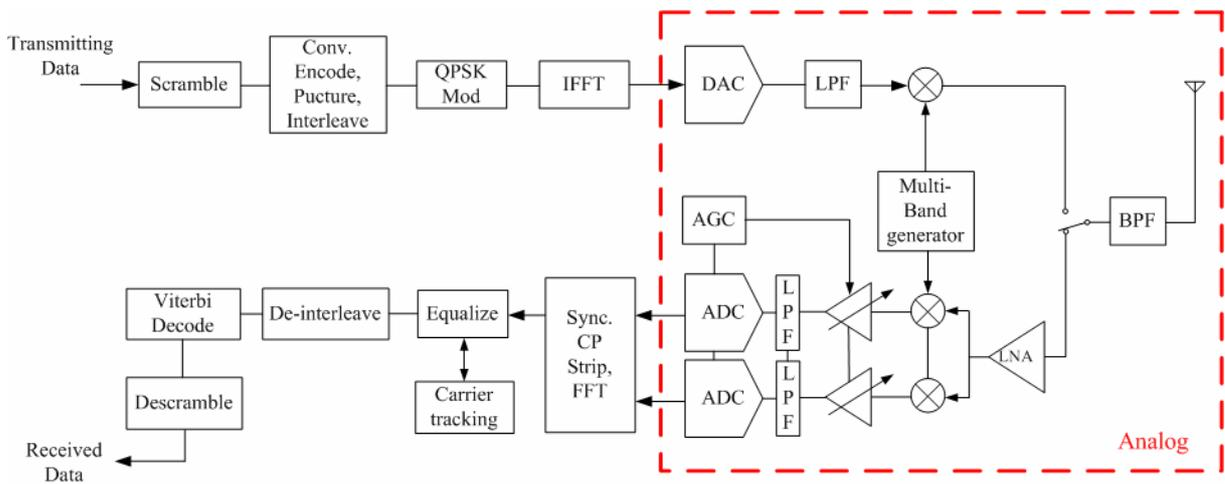 Transmitting
Data
Scramble
Conv.
Encode,
Pucture,
Interleave
QPSK
Mod
IFFT
DAC
LPF
Multi-
Band
generator
BPF
AGC
ADC
L
P
F
LNA
ADC
L
P
F
Sync.
CP
Strip,
FFT
Equalize
Carrier
tracking
De-interleave
Viterbi
Decode
Descramble
Received
Data
Analog